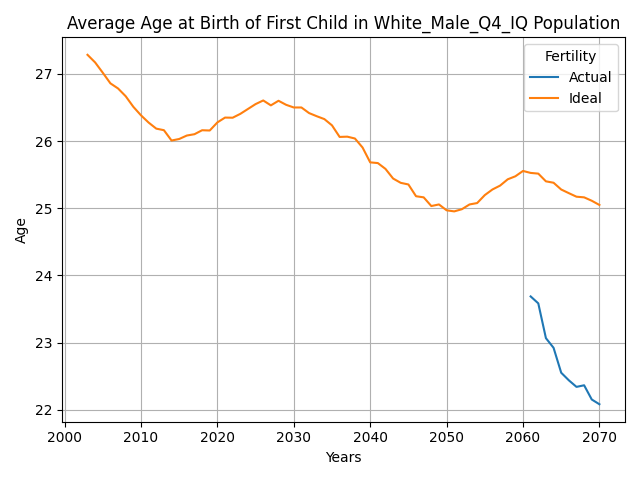 Average Age at Birth of First Child in White_Male_Q4_IQ Population
Fertility
Actual
Ideal
27
26
25
24
23
22
Age
2000 2010 2020 2030 2040 2050 2060 2070
Years